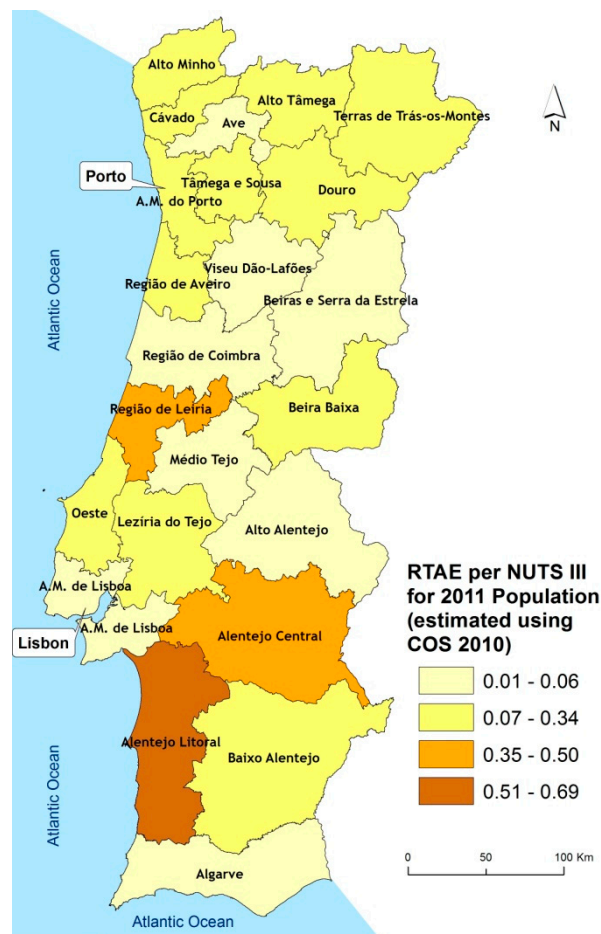 Alto Minho
Alto Tâmega
Cávado
Terras de Trás-os-Montes
Ave
N
Porto
Tâmega e Sousa
Douro
A.M. do Porto
Viseu Dão-Lafões
Região de Aveiro
Beiras e Serra da Estrela
Atlantic Ocean
Região de Coimbra
Região de Leiria
Beira Baixa
Médio Tejo
Oeste
Lezíria do Tejo
Alto Alentejo
A.M. de Lisboa
A.M. de Lisboa
Lisbon
Alentejo Central
RTAE per NUTS III
for 2011 Population
(estimated using
COS 2010)
0.01 - 0.06
0.07 - 0.34
0.35 - 0.50
0.51 - 0.69
Alentejo Litoral
Baixo Alentejo
Atlantic Ocean
0 50 100 Km
Algarve
Atlantic Ocean